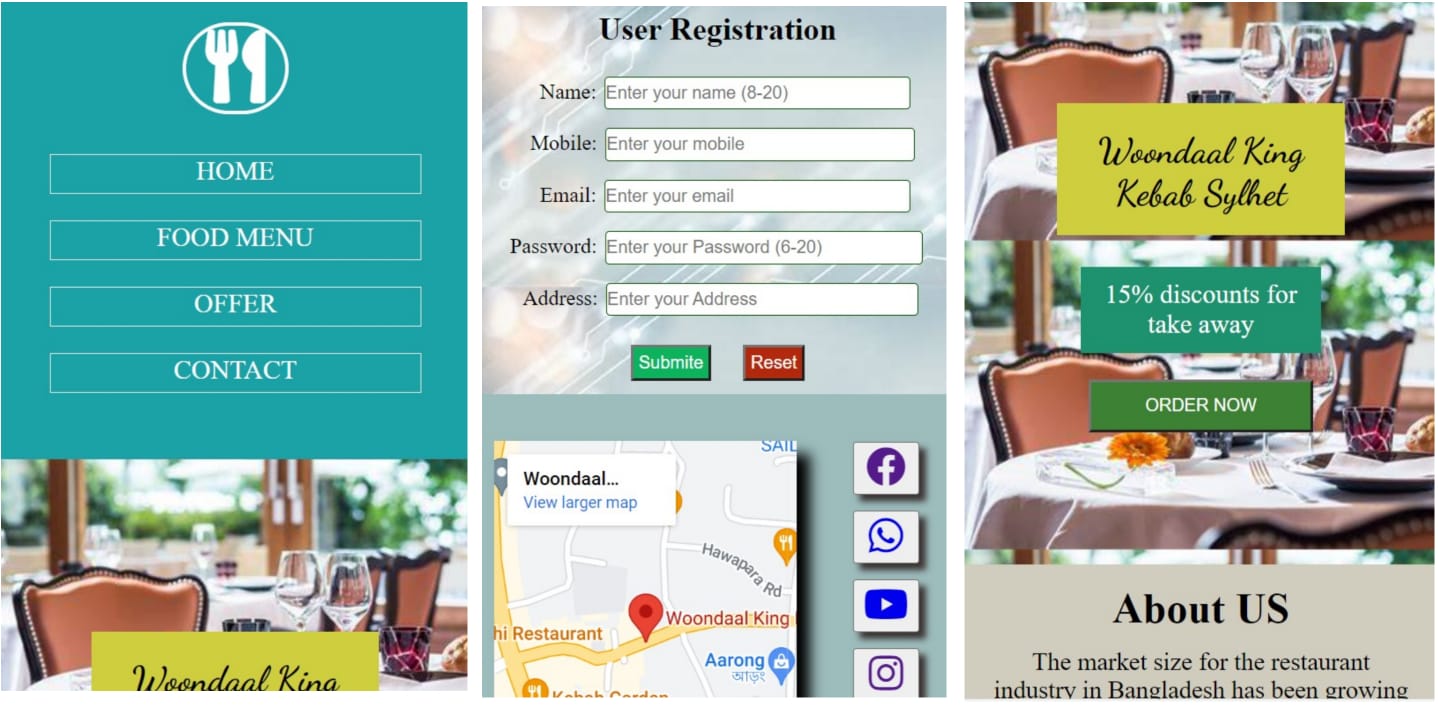 HOME
FOOD MENU
OFFER
CONTACT
Woondaal King
User Registration
Name: Enter your name (8-20)
Mobile: Enter your mobile
Email: Enter your email
Password: Enter your Password (6-20)
Address: Enter your Address
Submite Reset
SAIL
Woondaal...
View larger map
Hawapara Rd
Woondaal King
hi Restaurant
Aarong
আড়ং
Kebab Garden
Woondaal King
Kebab Sylhet
15% discounts for
take away
ORDER NOW
About US
The market size for the restaurant
industry in Bangladesh has been growing